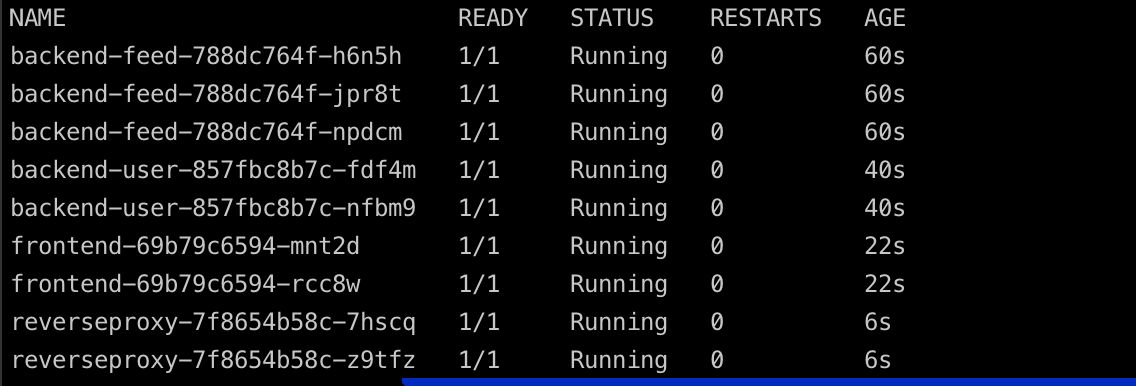 NAME READY STATUS RESTARTS AGE
backend-feed-788dc764f-h6n5h 1/1 Running 0 60s
backend-feed-788dc764f-jpr8t 1/1 Running 0 60s
backend-feed-788dc764f-npdcm 1/1 Running 0 60s
backend-user-857fbc8b7c-fdf4m 1/1 Running 0 40s
backend-user-857fbc8b7c-nfbm9 1/1 Running 0 40s
frontend-69b79c6594-mnt2d 1/1 Running 0 22s
frontend-69b79c6594-rcc8w 1/1 Running 0 22s
reverseproxy-7f8654b58c-7hscq 1/1 Running 0 6s
reverseproxy-7f8654b58c-z9tfz 1/1 Running 0 6s